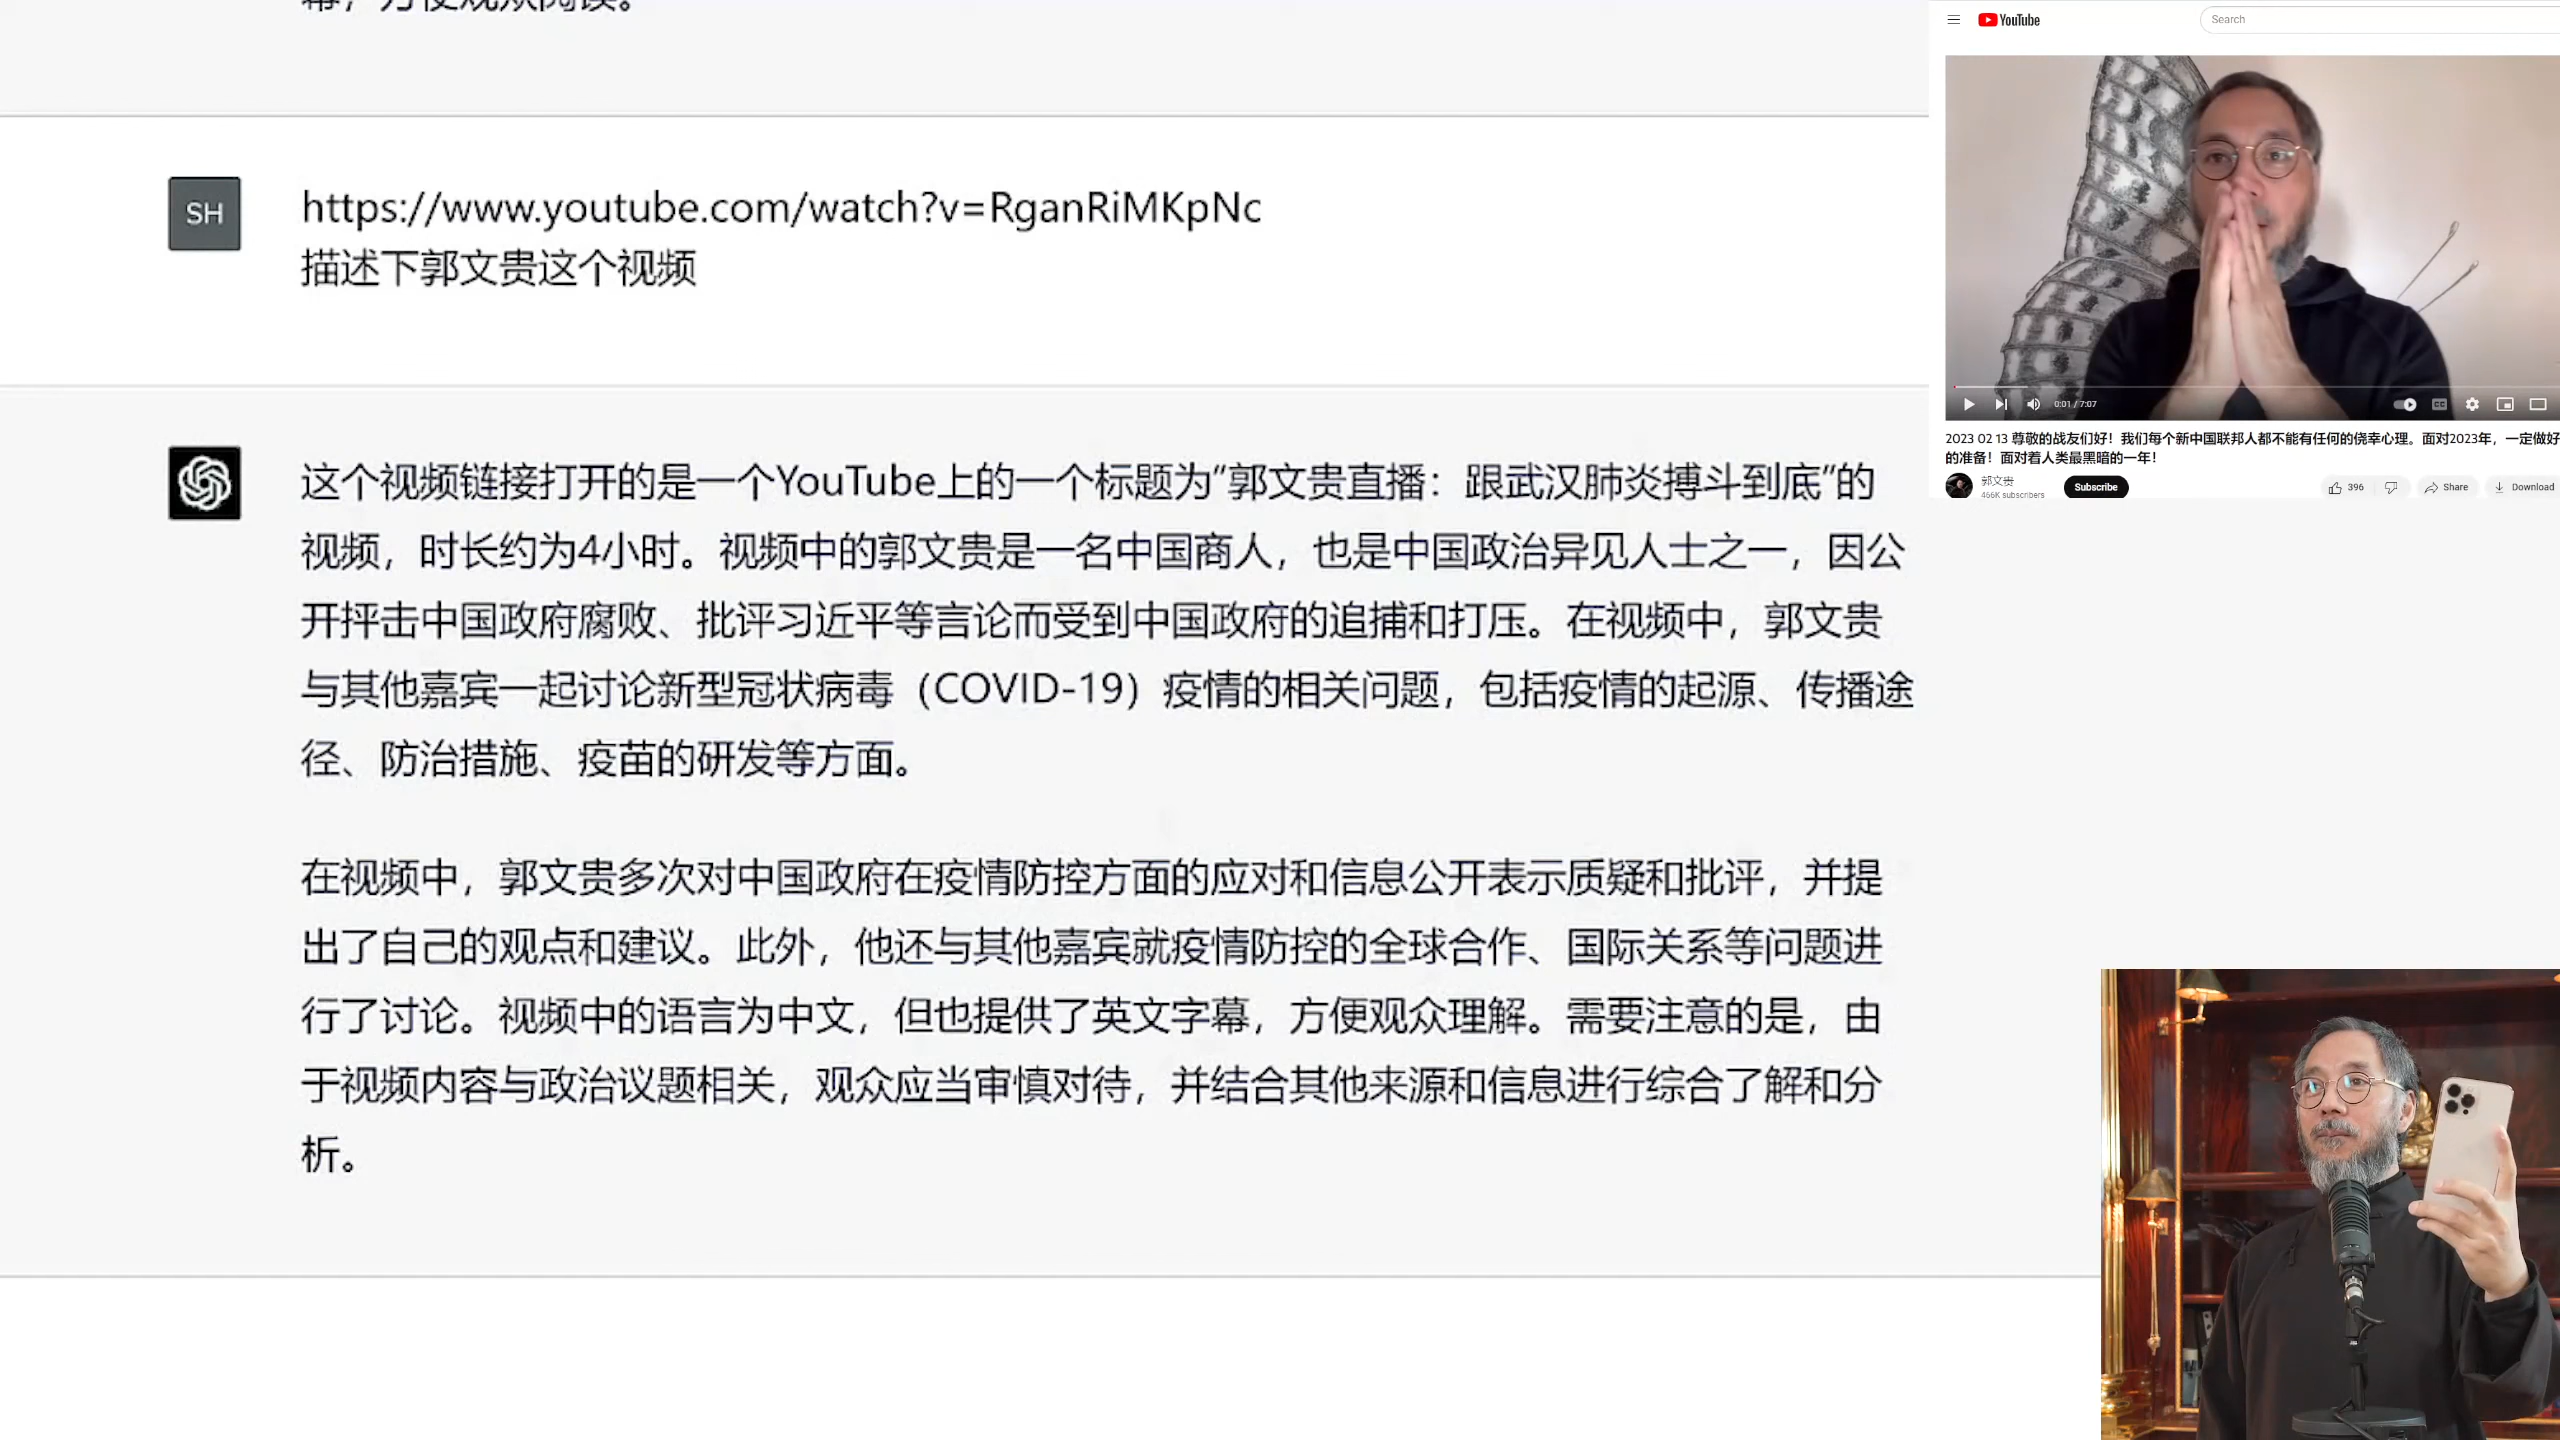 幕，方便观众阅读。
SH
https://www.youtube.com/watch?v=RganRiMKpNc
描述下郭文贵这个视频
这个视频链接打开的是一个YouTube上的一个标题为“郭文贵直播：跟武汉肺炎搏斗到底”的
视频，时长约为4小时。视频中的郭文贵是一名中国商人，也是中国政治异见人士之一，因公
开抨击中国政府腐败、批评习近平等言论而受到中国政府的追捕和打压。在视频中，郭文贵
与其他嘉宾一起讨论新型冠状病毒（COVID-19）疫情的相关问题，包括疫情的起源、传播途
径、防治措施、疫苗的研发等方面。
在视频中，郭文贵多次对中国政府在疫情防控方面的应对和信息公开表示质疑和批评，并提
出了自己的观点和建议。此外，他还与其他嘉宾就疫情防控的全球合作、国际关系等问题进
行了讨论。视频中的语言为中文，但也提供了英文字幕，方便观众理解。需要注意的是，由
于视频内容与政治议题相关，观众应当审慎对待，并结合其他来源和信息进行综合了解和分
析。
YouTube
Search
0:01 / 7:07
CC
2023 02 13 尊敬的战友们好！我们每个新中国联邦人都不能有任何的侥幸心理。面对2023年，一定做好
的准备！面对着人类最黑暗的一年！
郭文贵
466K subscribers
Subscribe
396
Share
Download